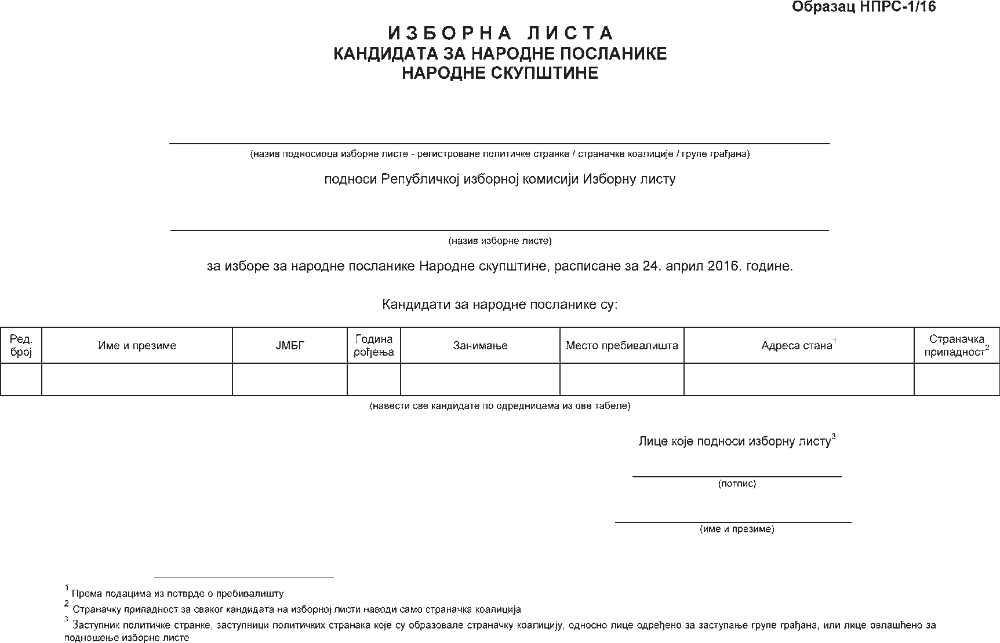 Образац НПРС-1/16
И З Б О Р Н А   Л И С Т А
КАНДИДАТА ЗА НАРОДНЕ ПОСЛАНИКЕ
НАРОДНЕ СКУПШТИНЕ
(назив подносиоца изборне листе - регистроване политичке странке / страначке коалиције / групе грађана)
подноси Републичкој изборној комисији Изборну листу
(назив изборне листе)
за изборе за народне посланике Народне скупштине, расписане за 24. април 2016. године.
Кандидати за народне посланике су:
Ред. број
Име и презиме
ЈМБГ
Година рођења
Занимање
Место пребивалишта
Адреса стана1
Страначка припадност2
(навести све кандидате по одредницама из ове табеле)
Лице које подноси изборну листу3
(потпис)
(име и презиме)
1 Према подацима из потврде о пребивалишту
2 Страначку припадност за сваког кандидата на изборној листи наводи само страначка коалиција
3 Заступник политичке странке, заступници политичких странака које су образовале страначку коалицију, односно лице одређено за заступање групе грађана, или лице овлашћено за
подношење изборне листе